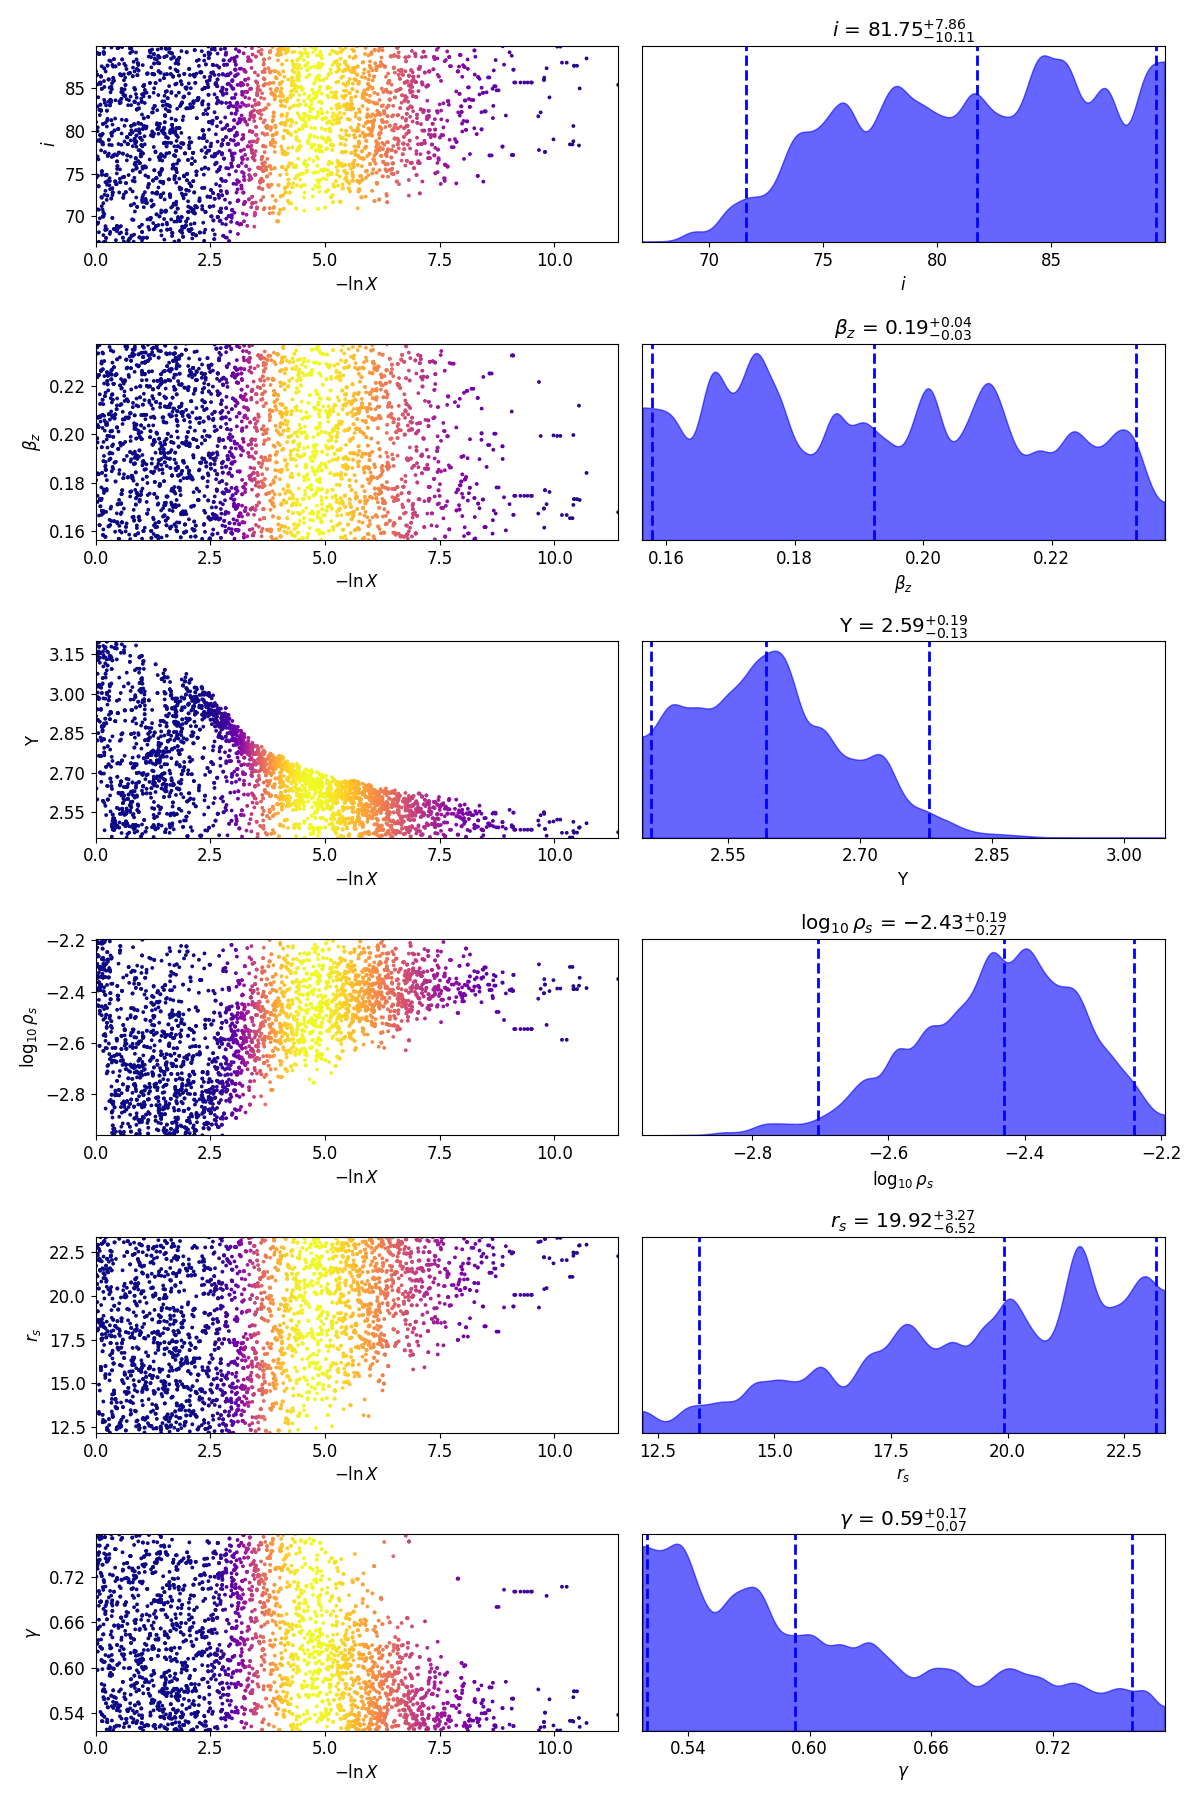 i = 81.75^{+7.86}_{-10.11}
85
80
75
70
i
0.0 2.5 5.0 7.5 10.0
−ln X
70 75 80 85
i
β_z = 0.19^{+0.04}_{-0.03}
0.22
0.20
0.18
0.16
β_z
0.0 2.5 5.0 7.5 10.0
−ln X
0.16 0.18 0.20 0.22
β_z
Y = 2.59^{+0.19}_{-0.13}
3.15
3.00
2.85
2.70
2.55
Y
0.0 2.5 5.0 7.5 10.0
−ln X
2.55 2.70 2.85 3.00
Y
log₁₀ ρ_s = −2.43^{+0.19}_{-0.27}
−2.2
−2.4
−2.6
−2.8
log₁₀ ρ_s
0.0 2.5 5.0 7.5 10.0
−ln X
−2.8 −2.6 −2.4 −2.2
log₁₀ ρ_s
r_s = 19.92^{+3.27}_{-6.52}
22.5
20.0
17.5
15.0
12.5
r_s
0.0 2.5 5.0 7.5 10.0
−ln X
12.5 15.0 17.5 20.0 22.5
r_s
γ = 0.59^{+0.17}_{-0.07}
0.72
0.66
0.60
0.54
γ
0.0 2.5 5.0 7.5 10.0
−ln X
0.54 0.60 0.66 0.72
γ